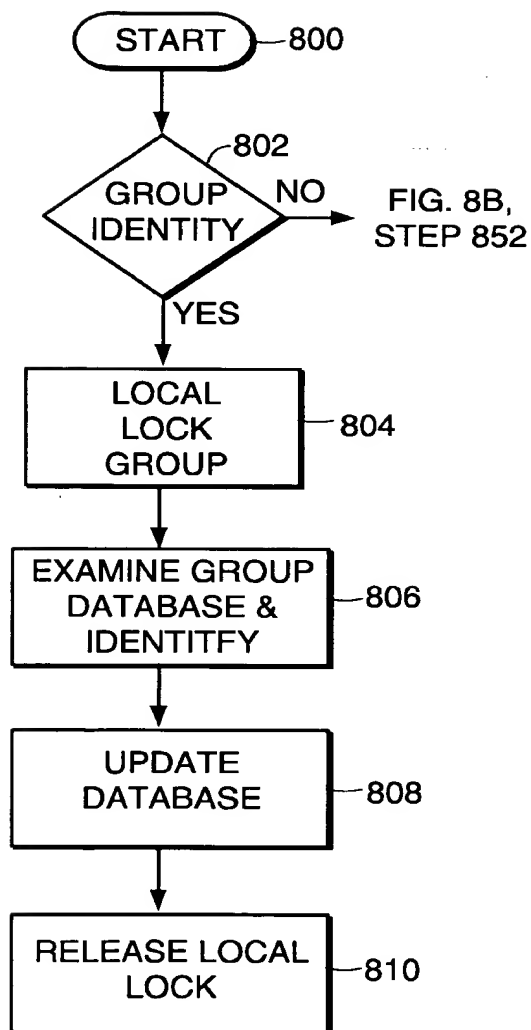 START
800
802
GROUP
IDENTITY
NO
FIG. 8B,
STEP 852
YES
LOCAL
LOCK
GROUP
804
EXAMINE GROUP
DATABASE &
IDENTITFY
806
UPDATE
DATABASE
808
RELEASE LOCAL
LOCK
810